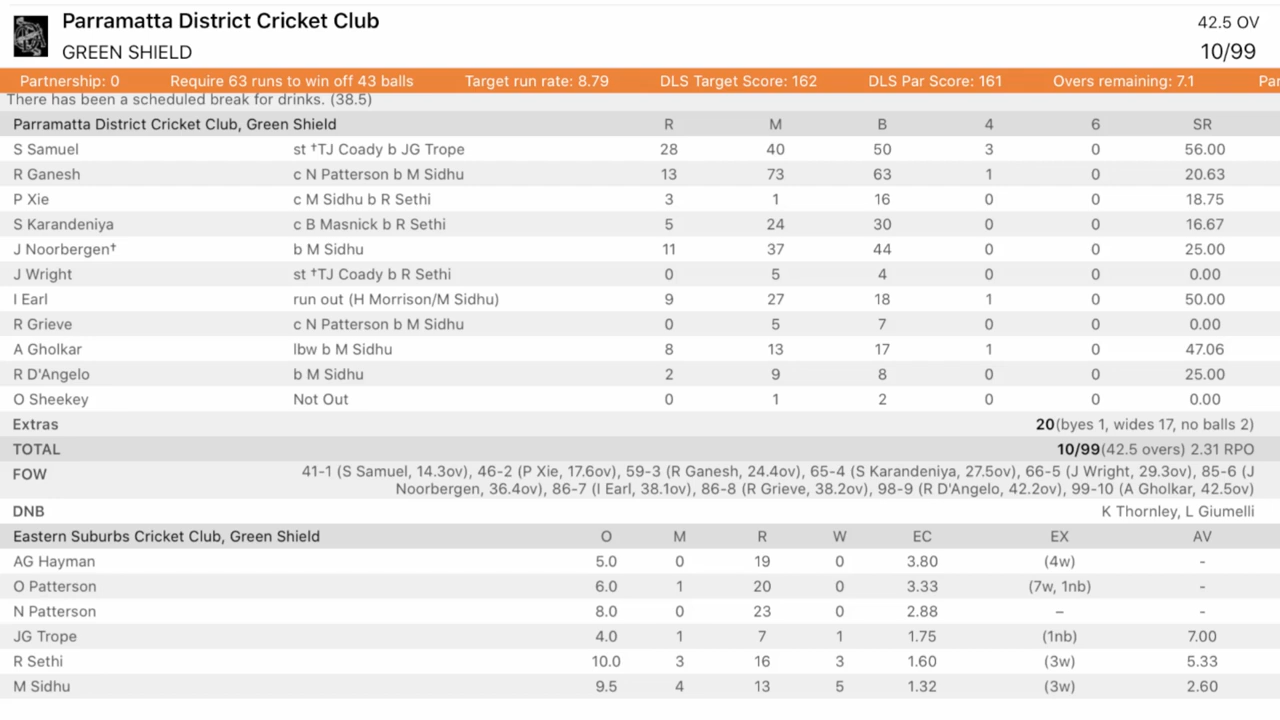 Parramatta District Cricket Club 42.5 OV
GREEN SHIELD 10/99
Partnership: 0 Require 63 runs to win off 43 balls Target run rate: 8.79 DLS Target Score: 162 DLS Par Score: 161 Overs remaining: 7.1 Par
There has been a scheduled break for drinks. (38.5)
Parramatta District Cricket Club, Green Shield R M B 4 6 SR
S Samuel st †TJ Coady b JG Trope 28 40 50 3 0 56.00
R Ganesh c N Patterson b M Sidhu 13 73 63 1 0 20.63
P Xie c M Sidhu b R Sethi 3 1 16 0 0 18.75
S Karandeniya c B Masnick b R Sethi 5 24 30 0 0 16.67
J Noorbergen† b M Sidhu 11 37 44 0 0 25.00
J Wright st †TJ Coady b R Sethi 0 5 4 0 0 0.00
I Earl run out (H Morrison/M Sidhu) 9 27 18 1 0 50.00
R Grieve c N Patterson b M Sidhu 0 5 7 0 0 0.00
A Gholkar lbw b M Sidhu 8 13 17 1 0 47.06
R D'Angelo b M Sidhu 2 9 8 0 0 25.00
O Sheekey Not Out 0 1 2 0 0 0.00
Extras 20(byes 1, wides 17, no balls 2)
TOTAL 10/99(42.5 overs) 2.31 RPO
FOW 41-1 (S Samuel, 14.3ov), 46-2 (P Xie, 17.6ov), 59-3 (R Ganesh, 24.4ov), 65-4 (S Karandeniya, 27.5ov), 66-5 (J Wright, 29.3ov), 85-6 (J
Noorbergen, 36.4ov), 86-7 (I Earl, 38.1ov), 86-8 (R Grieve, 38.2ov), 98-9 (R D'Angelo, 42.2ov), 99-10 (A Gholkar, 42.5ov)
DNB K Thornley, L Giumelli
Eastern Suburbs Cricket Club, Green Shield O M R W EC EX AV
AG Hayman 5.0 0 19 0 3.80 (4w) -
O Patterson 6.0 1 20 0 3.33 (7w, 1nb) -
N Patterson 8.0 0 23 0 2.88 – -
JG Trope 4.0 1 7 1 1.75 (1nb) 7.00
R Sethi 10.0 3 16 3 1.60 (3w) 5.33
M Sidhu 9.5 4 13 5 1.32 (3w) 2.60